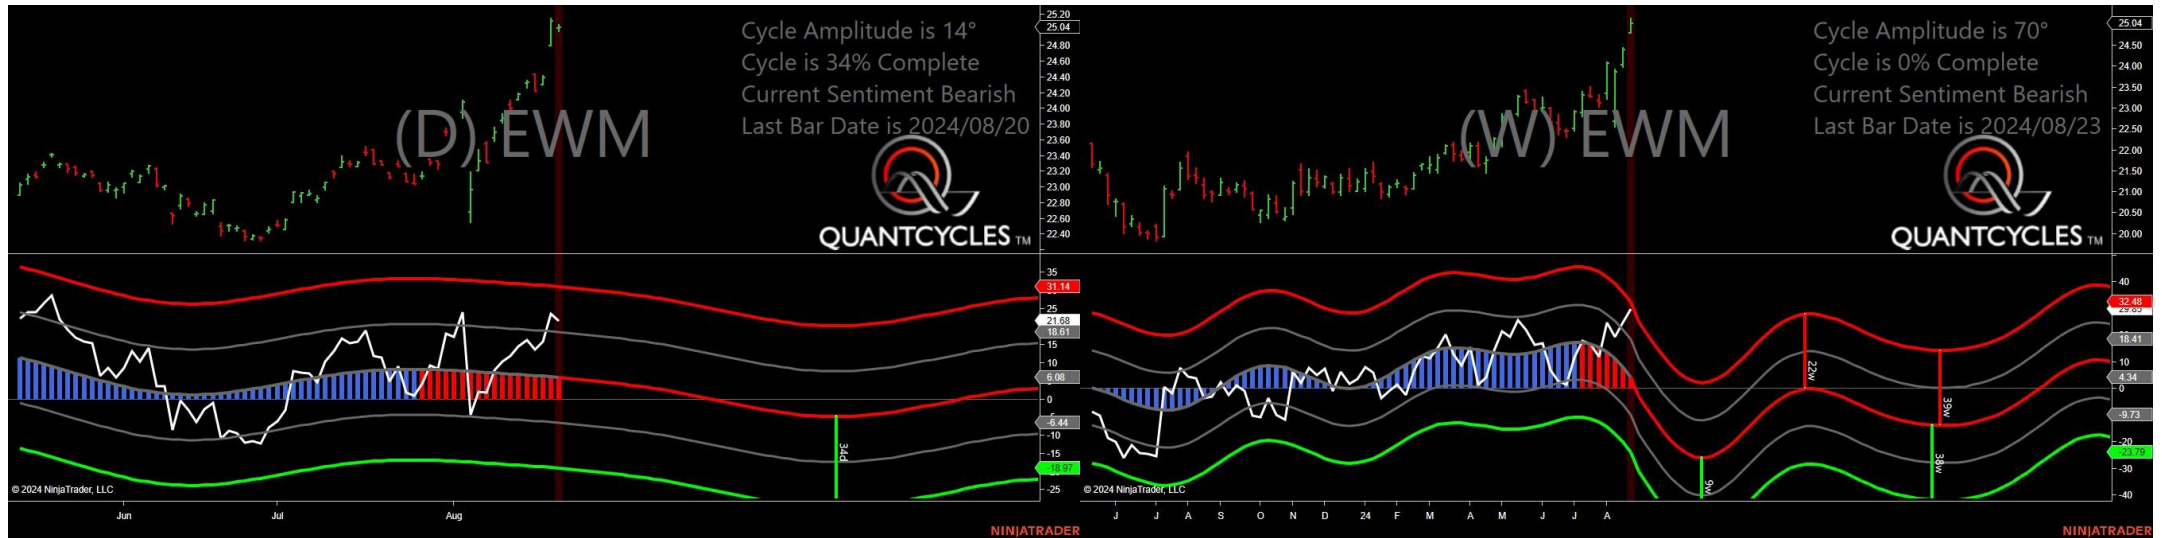 (D) EWM
Cycle Amplitude is 14°
Cycle is 34% Complete
Current Sentiment Bearish
Last Bar Date is 2024/08/20
QUANTCYCLES TM
25.20
25.04
24.80
24.60
24.40
24.20
24.00
23.80
23.60
23.40
23.20
23.00
22.80
22.60
22.40
35
31.14
25
21.68
18.61
15
10
6.08
0
-6.44
-10
-15
-18.97
-25
34d
© 2024 NinjaTrader, LLC
Jun Jul Aug
NINJATRADER
(W) EWM
Cycle Amplitude is 70°
Cycle is 0% Complete
Current Sentiment Bearish
Last Bar Date is 2024/08/23
QUANTCYCLES TM
25.04
24.50
24.00
23.50
23.00
22.50
22.00
21.50
21.00
20.50
20.00
40
32.48
18.41
10
4.34
0
-9.73
-20
-23.79
-30
-40
22w
39w
38w
9w
© 2024 NinjaTrader, LLC
J J A S O N D 24 F M A M J J A
NINJATRADER